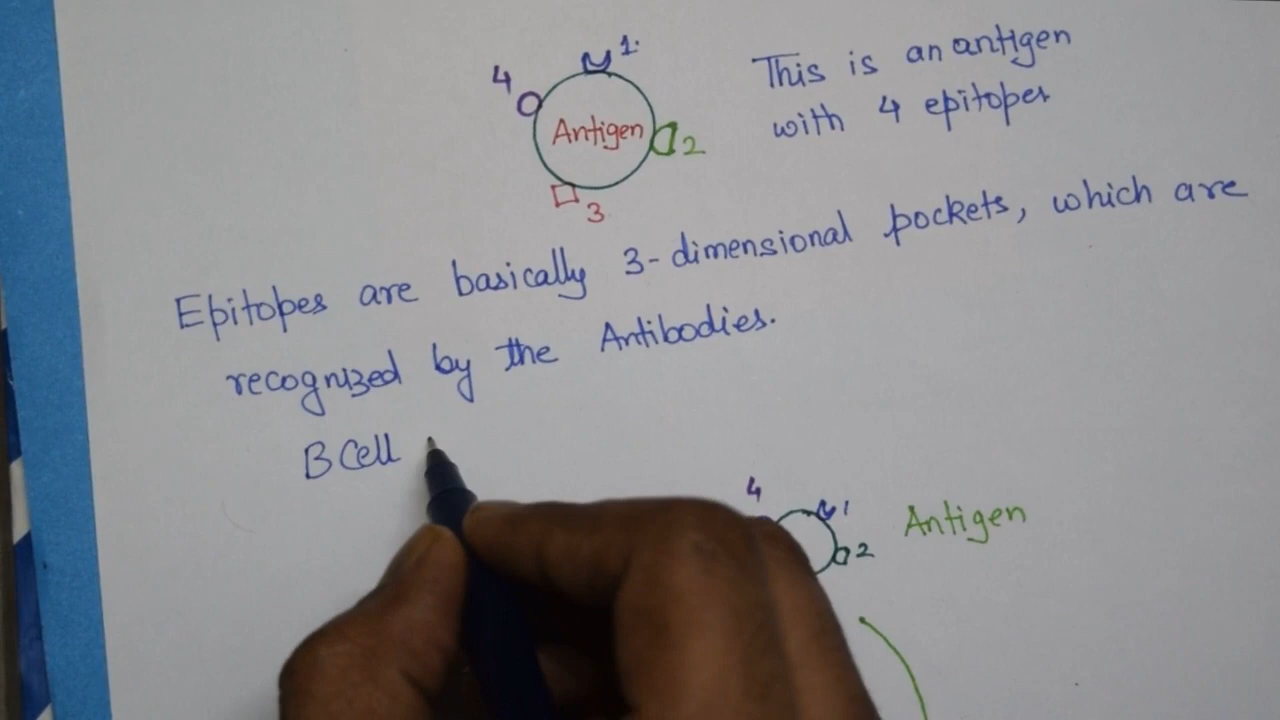 1.
4
Antigen
2
3
This is an antigen
with 4 epitopes
Epitopes are basically 3-dimensional pockets, which are
recognized by the Antibodies.
B Cell
4
1
2
Antigen